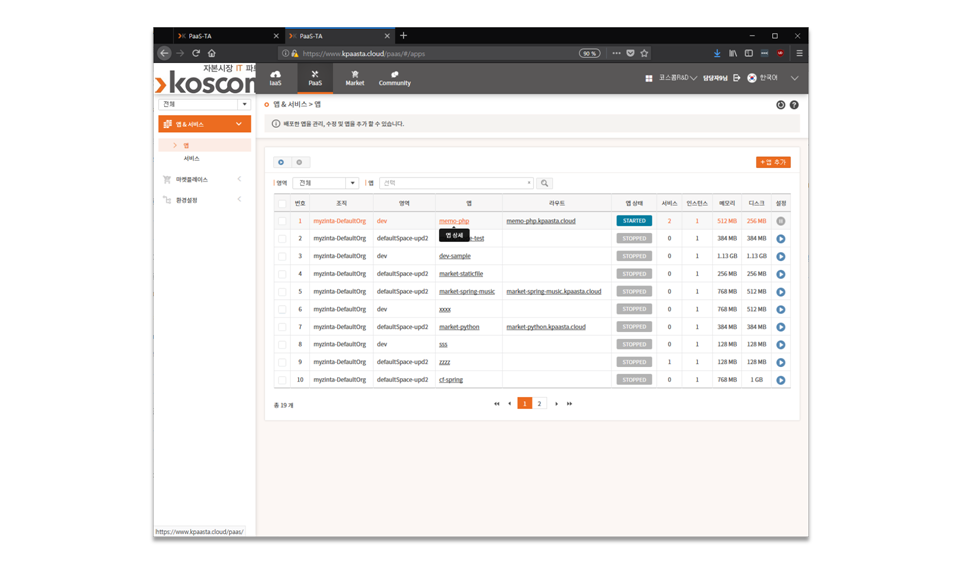 PaaS-TA
PaaS-TA
https://www.kpaasta.cloud/paas/#/apps
90 %
자본시장 IT 파트
koscom
IaaS
PaaS
Market
Community
코스콤R&D
담당자9님
한국어
전체
앱 & 서비스
앱
서비스
마켓플레이스
환경설정
앱 & 서비스 > 앱
배포한 앱을 관리, 수정 및 앱을 추가 할 수 있습니다.
+ 앱 추가
영역 전체 앱 선택
번호 조직 영역 앱 라우트 앱 상태 서비스 인스턴스 메모리 디스크 설정
1 myzinta-DefaultOrg dev memo-php memo-php.kpaasta.cloud STARTED 2 1 512 MB 256 MB
앱 상세
2 myzinta-DefaultOrg defaultSpace-upd2 e-test STOPPED 0 1 384 MB 384 MB
3 myzinta-DefaultOrg dev dev-sample STOPPED 0 1 1.13 GB 1.13 GB
4 myzinta-DefaultOrg defaultSpace-upd2 market-staticfile STOPPED 0 1 256 MB 256 MB
5 myzinta-DefaultOrg defaultSpace-upd2 market-spring-music market-spring-music.kpaasta.cloud STOPPED 0 1 768 MB 512 MB
6 myzinta-DefaultOrg dev xxxx STOPPED 0 1 768 MB 512 MB
7 myzinta-DefaultOrg defaultSpace-upd2 market-python market-python.kpaasta.cloud STOPPED 0 1 384 MB 384 MB
8 myzinta-DefaultOrg dev sss STOPPED 0 1 128 MB 128 MB
9 myzinta-DefaultOrg defaultSpace-upd2 zzzz STOPPED 1 1 128 MB 128 MB
10 myzinta-DefaultOrg defaultSpace-upd2 cf-spring STOPPED 0 1 768 MB 1 GB
총 19 개
1 2
https://www.kpaasta.cloud/paas/